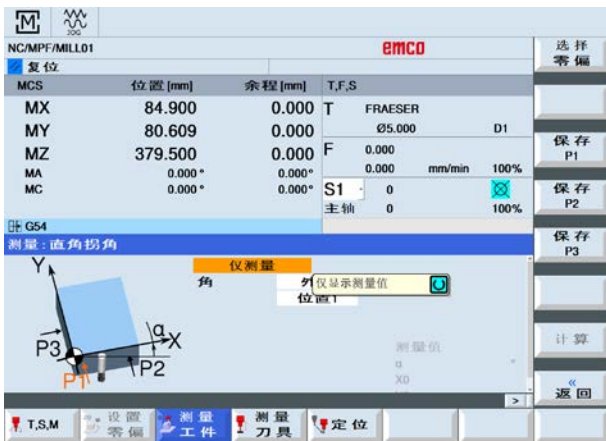 M
JOG
NC/MPF/MILL01
emco
选择
零偏
复位
MCS 位置 [mm] 余程 [mm] T,F,S
MX 84.900 0.000 T FRAESER
MY 80.609 0.000 Ø5.000 D1
MZ 379.500 0.000 F 0.000
0.000 mm/min 100%
MA 0.000 ° 0.000°
MC 0.000 ° 0.000° S1 0
主轴 0 100%
保存
P1
保存
P2
保存
P3
G54
测量:直角拐角
仅测量
角
位置1
仅显示测量值
Y
X
α
P3
P1
P2
测量值
α
X0
计算
«
返回
>
T,S,M
设置
零偏
测量
工件
测量
刀具
定位